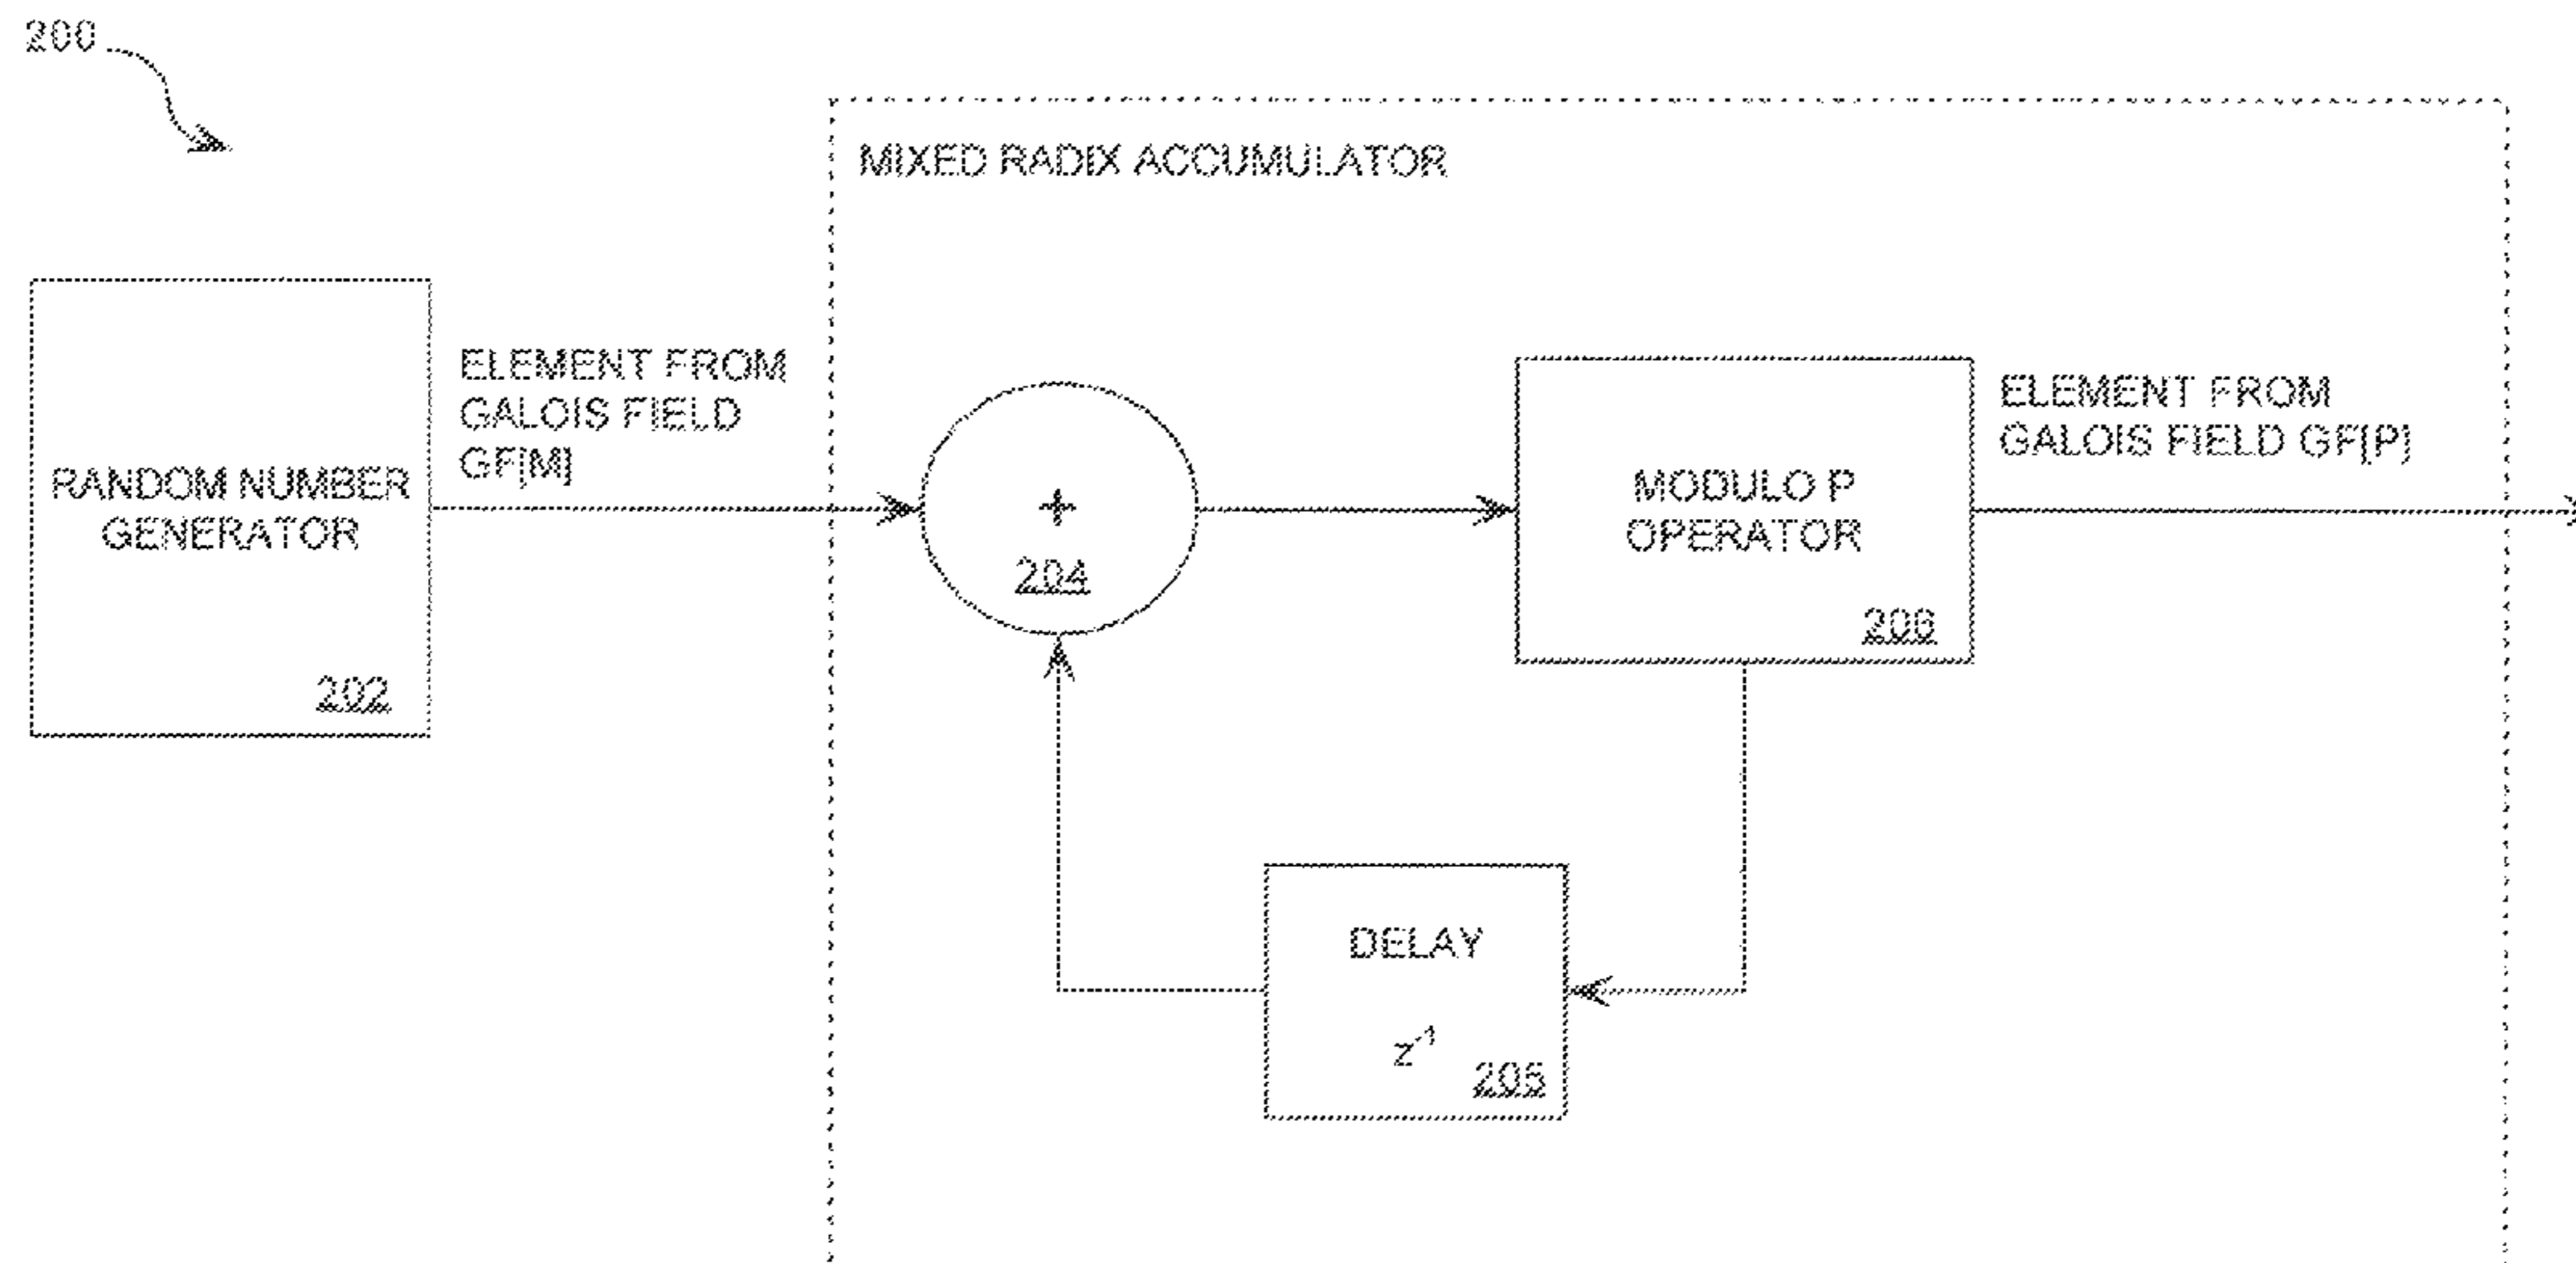 200
MIXED RADIX ACCUMULATOR
RANDOM NUMBER
GENERATOR
202
ELEMENT FROM
GALOIS FIELD
GF[M]
+
204
MODULO P
OPERATOR
206
ELEMENT FROM
GALOIS FIELD GF[P]
DELAY
z⁻¹
205